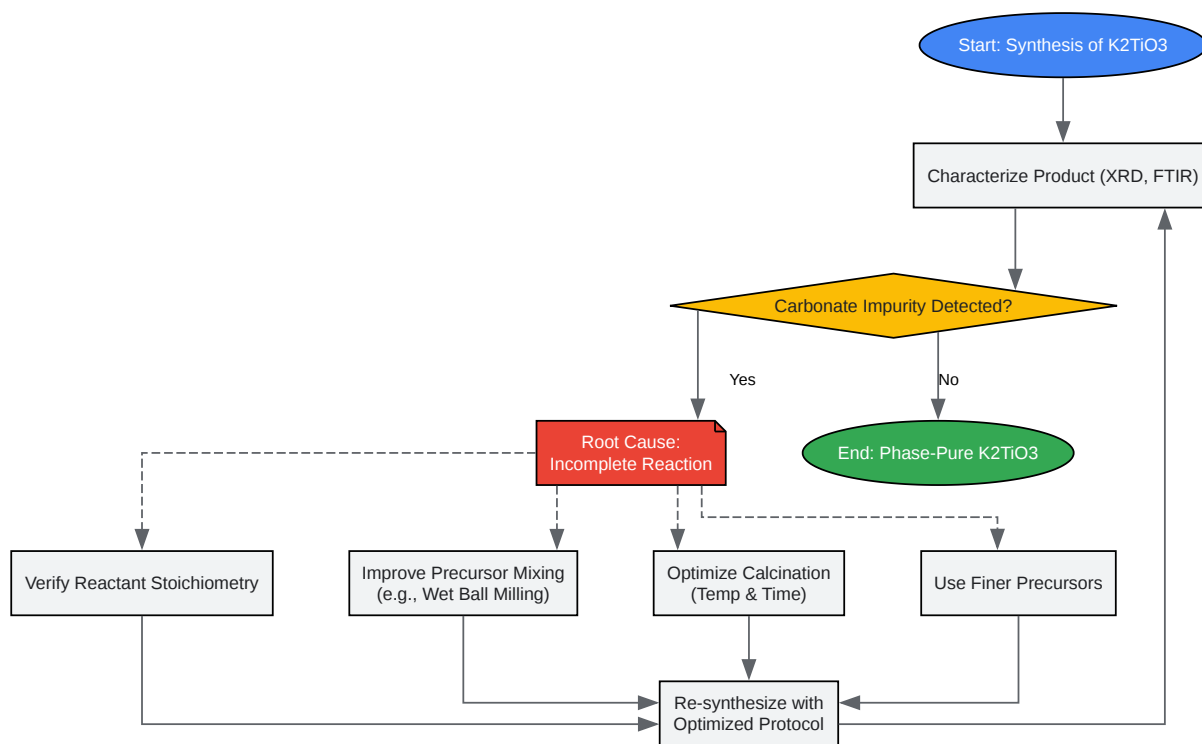 Start: Synthesis of K2TiO3
Characterize Product (XRD, FTIR)
Carbonate Impurity Detected?
Yes
No
Root Cause:
Incomplete Reaction
End: Phase-Pure K2TiO3
Verify Reactant Stoichiometry
Improve Precursor Mixing
(e.g., Wet Ball Milling)
Optimize Calcination
(Temp & Time)
Use Finer Precursors
Re-synthesize with
Optimized Protocol